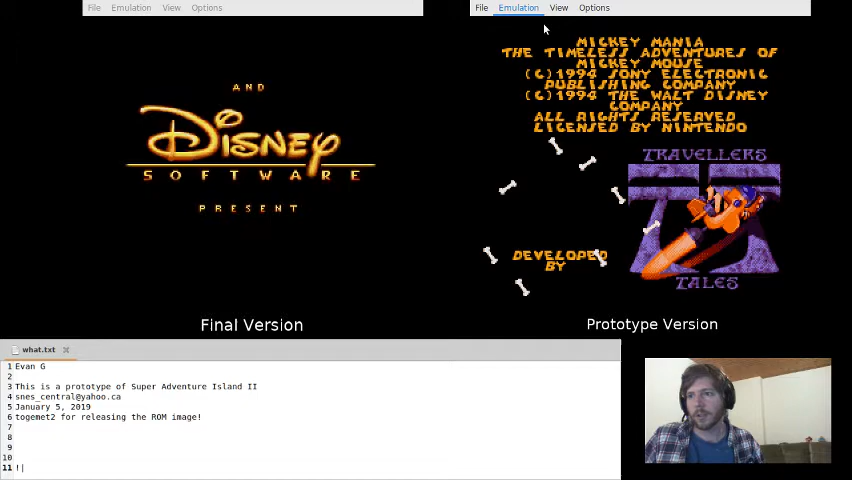 File Emulation View Options
File Emulation View Options
AND
DISNEY
SOFTWARE
PRESENT
MICKEY MANIA
THE TIMELESS ADVENTURES OF
MICKEY MOUSE
(C)1994 SONY ELECTRONIC
PUBLISHING COMPANY
(C)1994 THE WALT DISNEY
COMPANY
ALL RIGHTS RESERVED
LICENSED BY NINTENDO
TRAVELLERS
TALES
DEVELOPED
BY
Final Version
Prototype Version
what.txt
1 Evan G
2
3 This is a prototype of Super Adventure Island II
4 snes_central@yahoo.ca
5 January 5, 2019
6 togemet2 for releasing the ROM image!
7
8
9
10
11 !